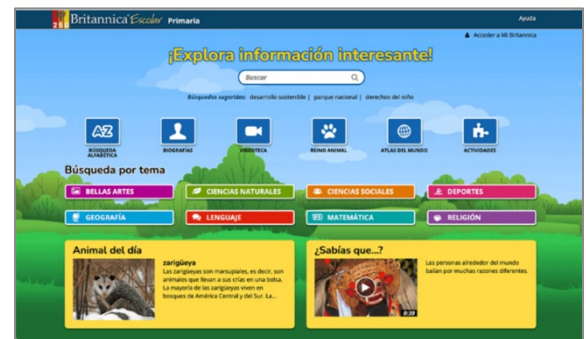 250 Britannica Escolar Primaria
Ayuda
Acceder a Mi Britannica
¡Explora información interesante!
Buscar
Búsquedas sugeridas: desarrollo sostenible | parque nacional | derechos del niño
AZ
BÚSQUEDA
ALFABÉTICA
BIOGRAFÍAS
VIDEOTECA
REINO ANIMAL
ATLAS DEL MUNDO
ACTIVIDADES
Búsqueda por tema
BELLAS ARTES
CIENCIAS NATURALES
CIENCIAS SOCIALES
DEPORTES
GEOGRAFÍA
LENGUAJE
MATEMÁTICA
RELIGIÓN
Animal del día
zarigüeya
Las zarigüeyas son marsupiales, es decir, son
animales que llevan a sus crías en una bolsa.
La mayoría de las zarigüeyas viven en
bosques de América Central y del Sur. La...
¿Sabías que...?
0:29
Las personas alrededor del mundo
bailan por muchas razones diferentes.